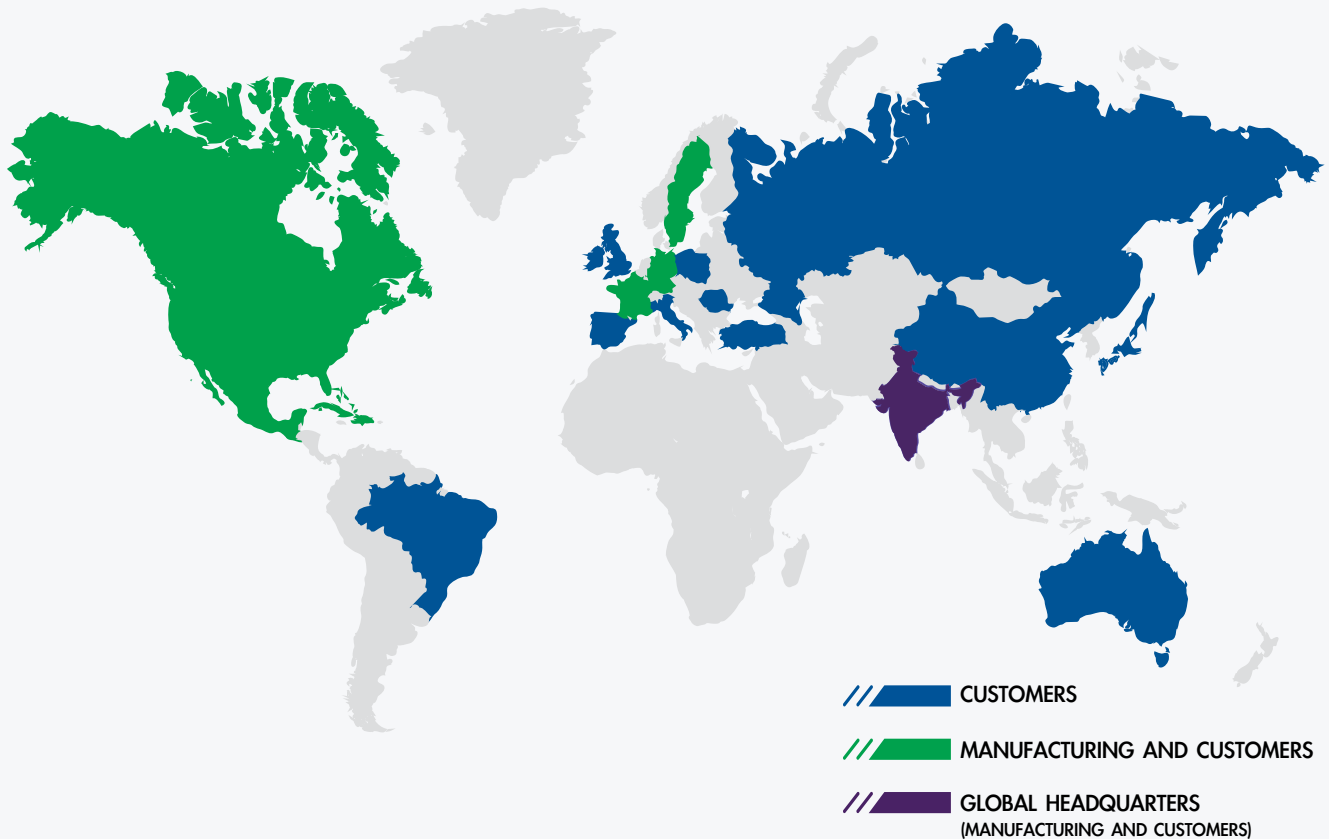 CUSTOMERS
MANUFACTURING AND CUSTOMERS
GLOBAL HEADQUARTERS
(MANUFACTURING AND CUSTOMERS)